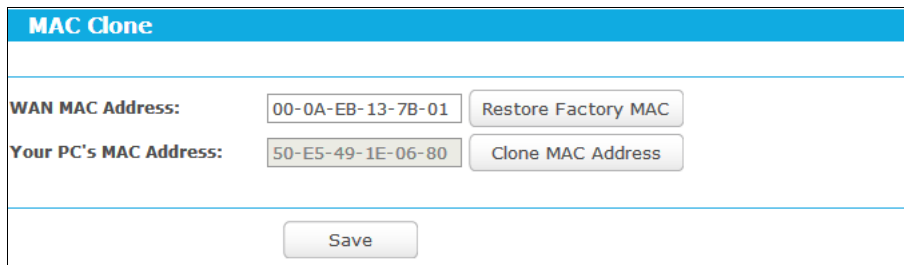 MAC Clone
WAN MAC Address: 00-0A-EB-13-7B-01 Restore Factory MAC
Your PC's MAC Address: 50-E5-49-1E-06-80 Clone MAC Address
Save